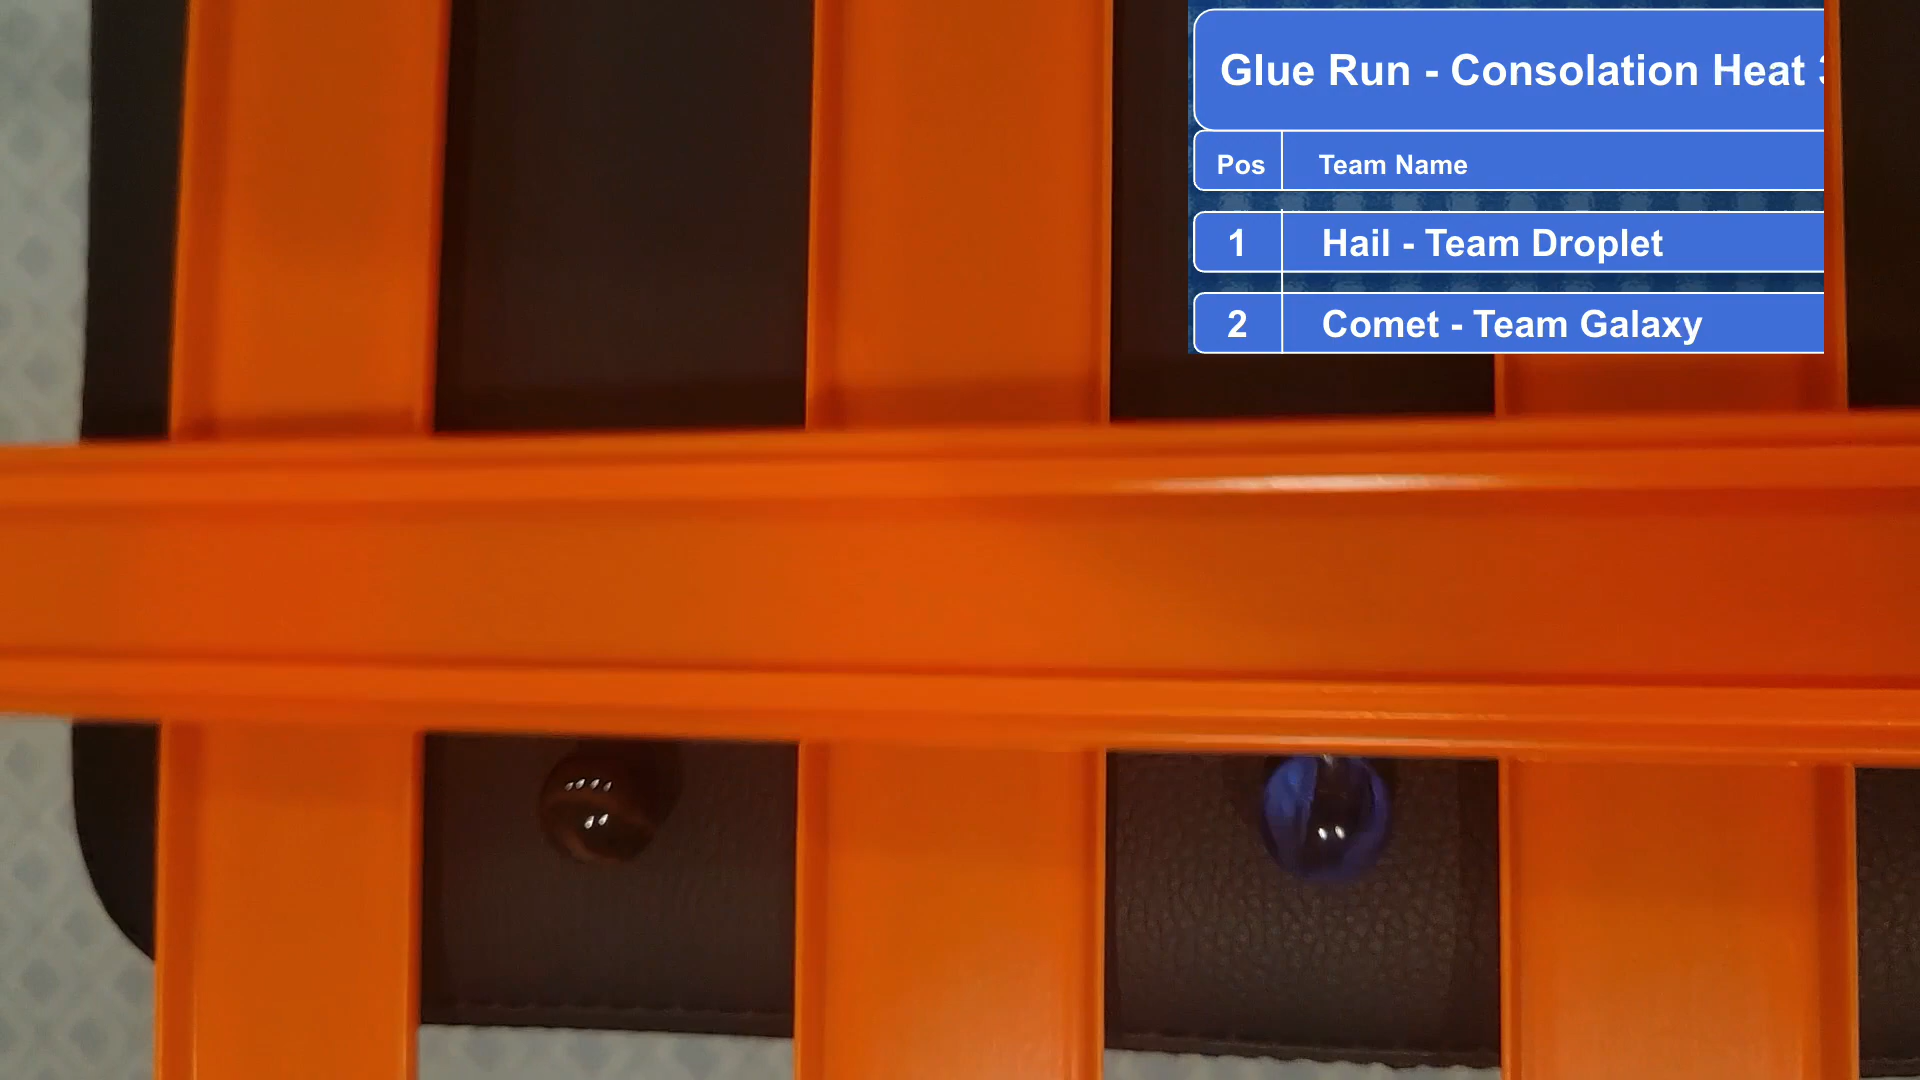 Glue Run - Consolation Heat
Pos Team Name
1 Hail - Team Droplet
2 Comet - Team Galaxy